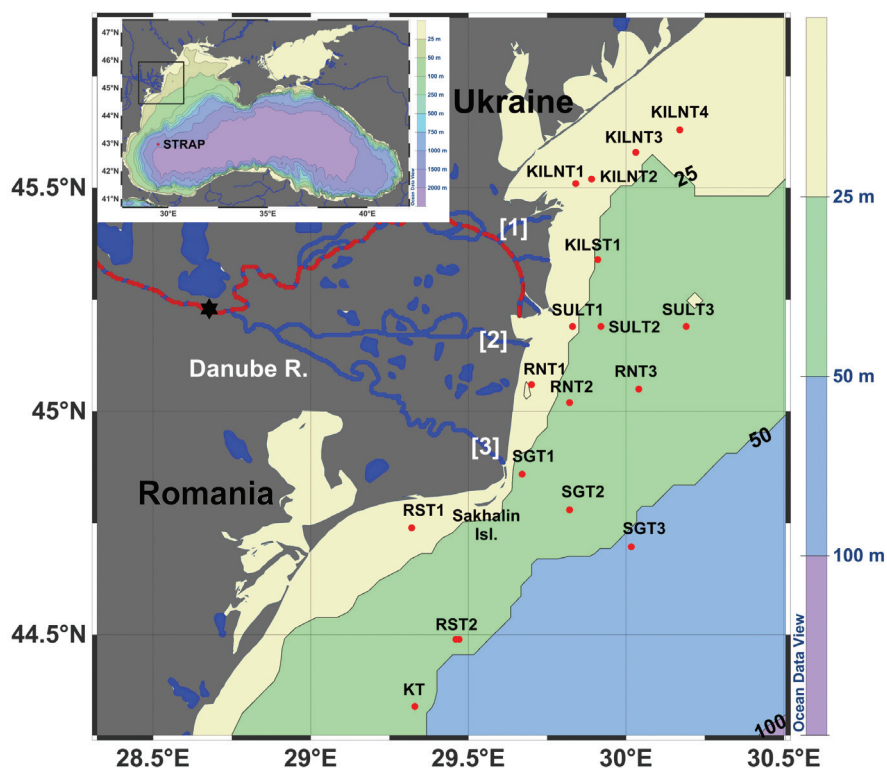 47°N
46°N
45°N
44°N
43°N
42°N
41°N
30°E
35°E
40°E
STRAP
25 m
50 m
100 m
250 m
500 m
750 m
1000 m
1500 m
2000 m
Ocean Data View
Ukraine
KILNT4
KILNT3
KILNT1
KILNT2
25
45.5°N
[1]
KILST1
25 m
SULT1
SULT2
SULT3
[2]
Danube R.
RNT1
RNT2
RNT3
50 m
45°N
50
[3]
SGT1
Romania
SGT2
RST1
Sakhalin
Isl.
SGT3
100 m
44.5°N
RST2
KT
100
Ocean Data View
28.5°E
29°E
29.5°E
30°E
30.5°E